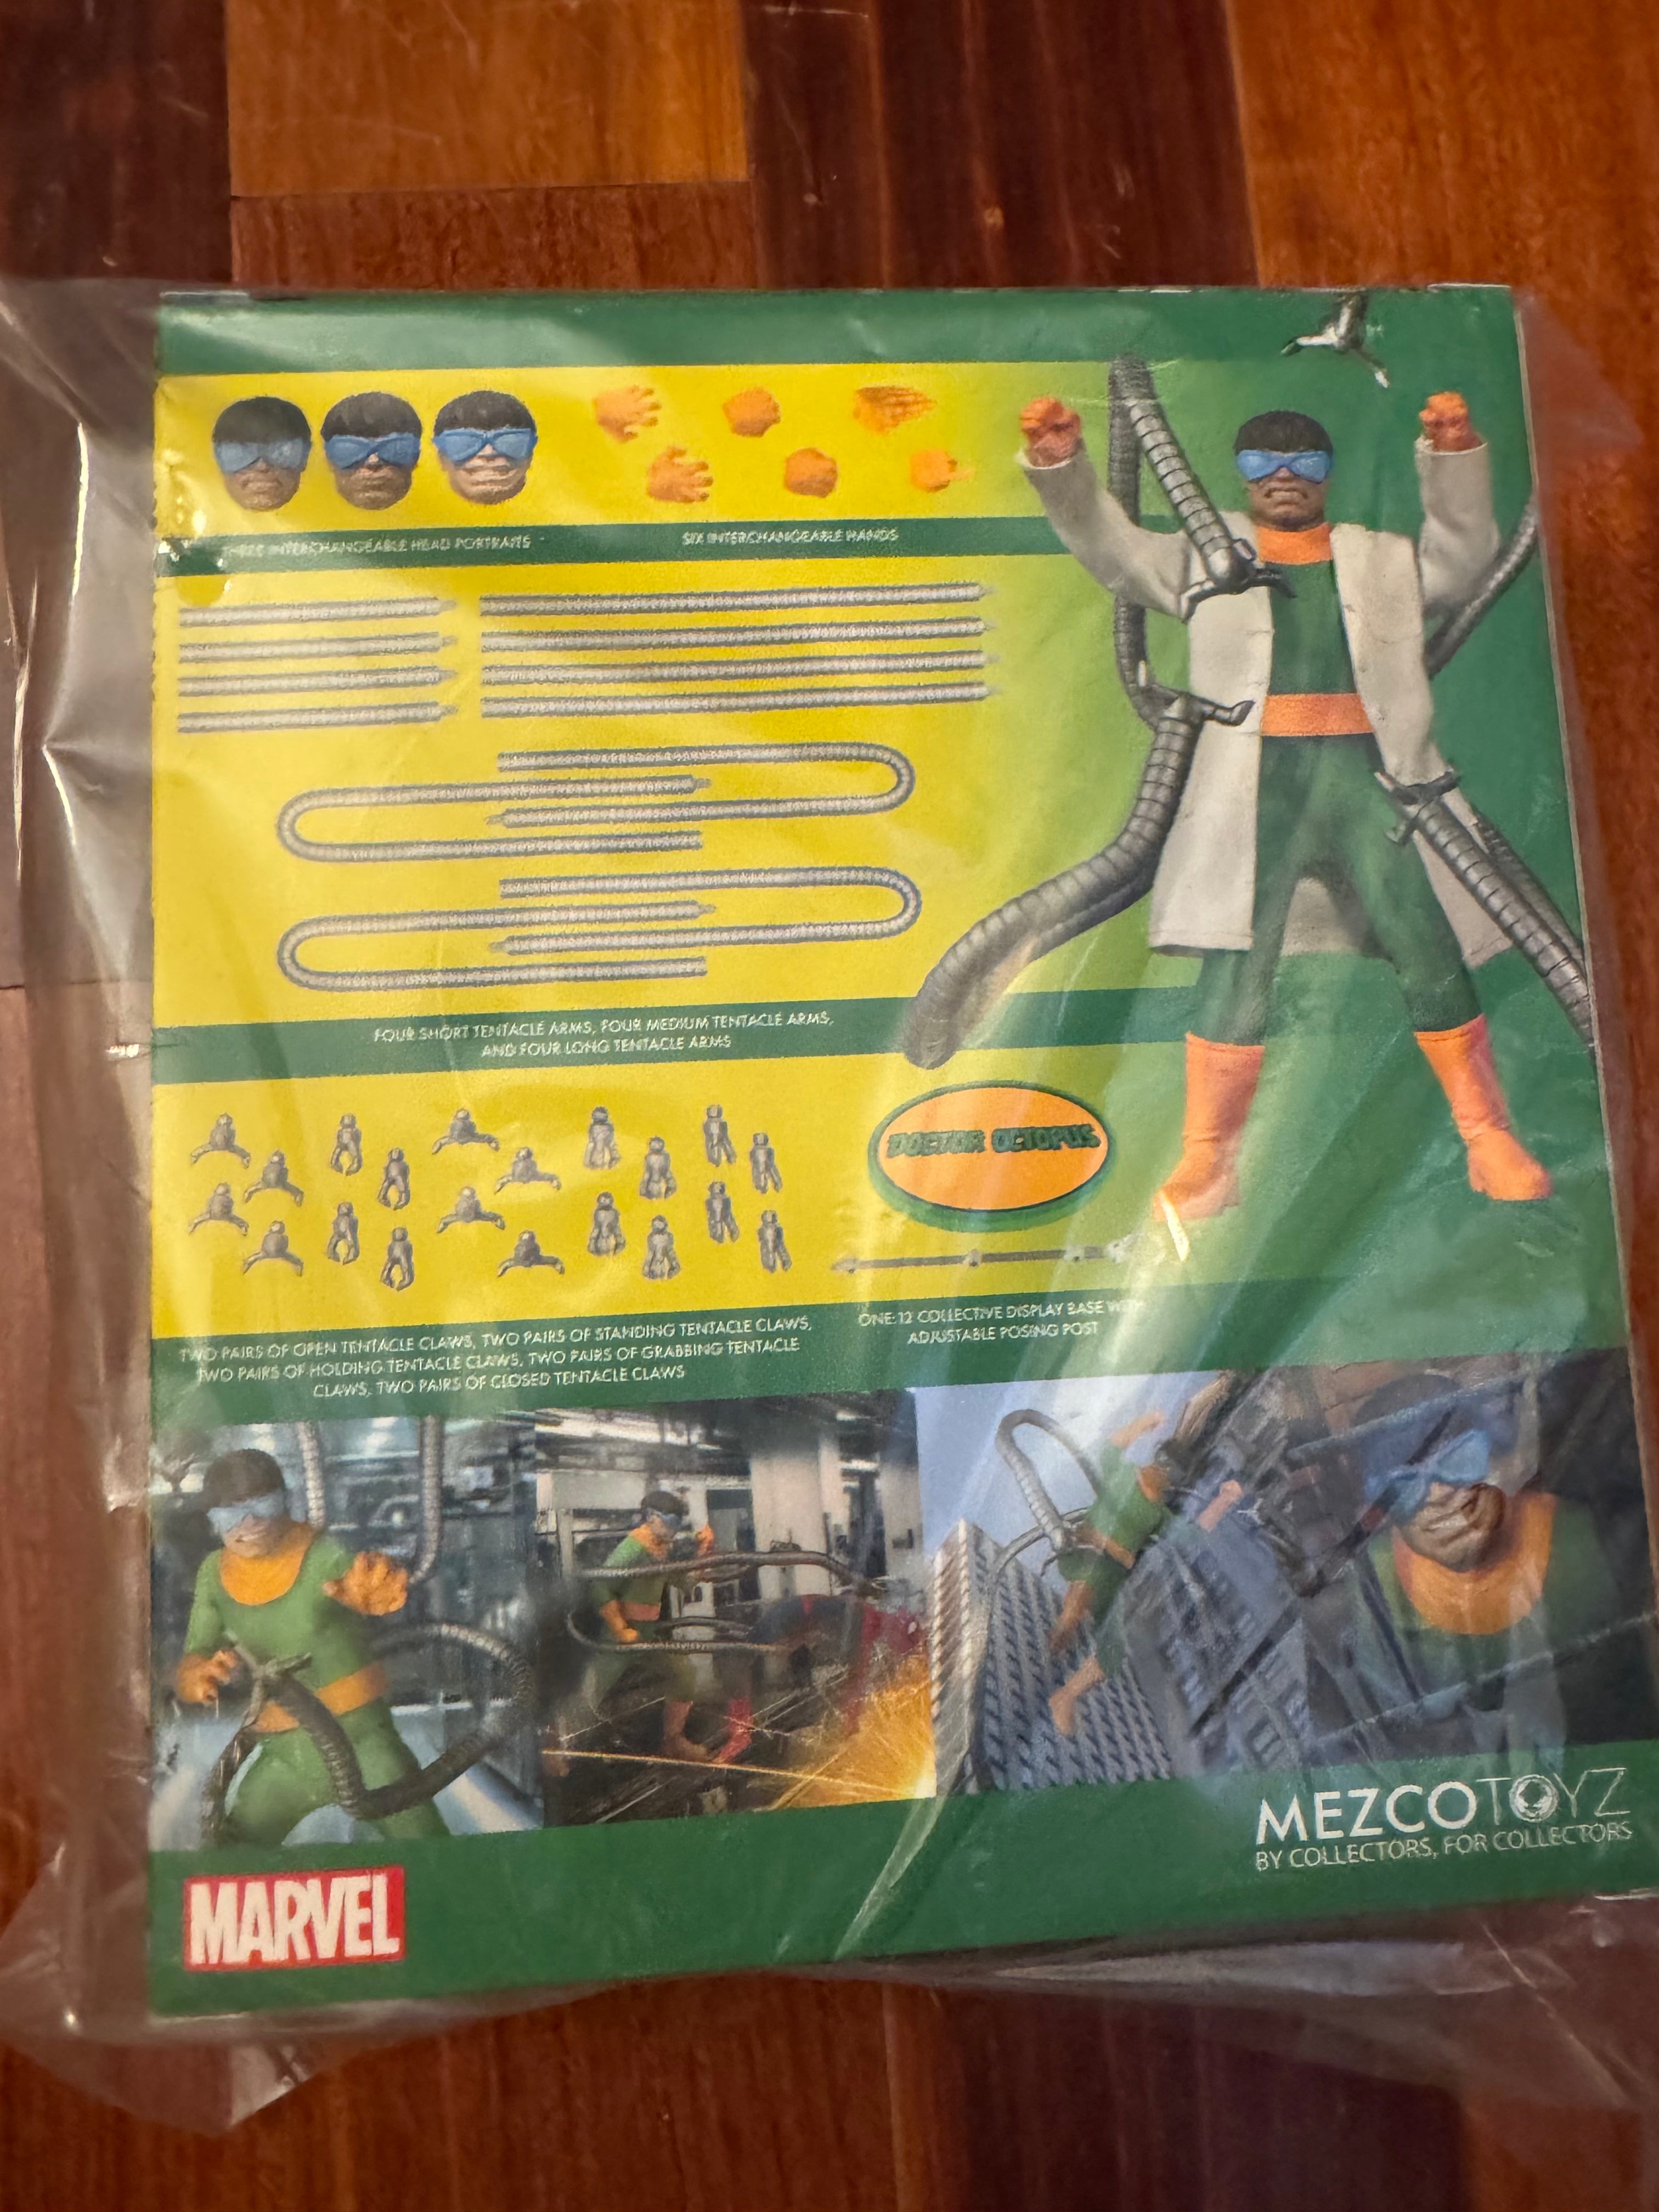 THREE INTERCHANGEABLE HEAD PORTRAITS
SIX INTERCHANGEABLE HANDS
FOUR SHORT TENTACLE ARMS, FOUR MEDIUM TENTACLE ARMS,
AND FOUR LONG TENTACLE ARMS
DOCTOR OCTOPUS
TWO PAIRS OF OPEN TENTACLE CLAWS, TWO PAIRS OF STANDING TENTACLE CLAWS,
TWO PAIRS OF HOLDING TENTACLE CLAWS, TWO PAIRS OF GRABBING TENTACLE
CLAWS, TWO PAIRS OF CLOSED TENTACLE CLAWS
ONE:12 COLLECTIVE DISPLAY BASE WITH
ADJUSTABLE POSING POST
MEZCOTOYZ
BY COLLECTORS, FOR COLLECTORS
MARVEL